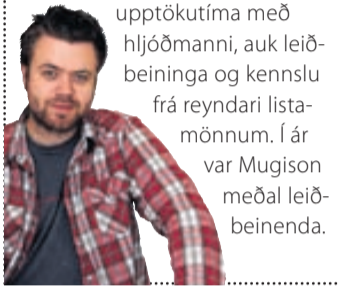 upptökutíma með
hljóðmanni, auk leið-
beininga og kennslu
frá reyndari lista-
mönnum. Í ár
var Mugison
meðal leið-
beinenda.